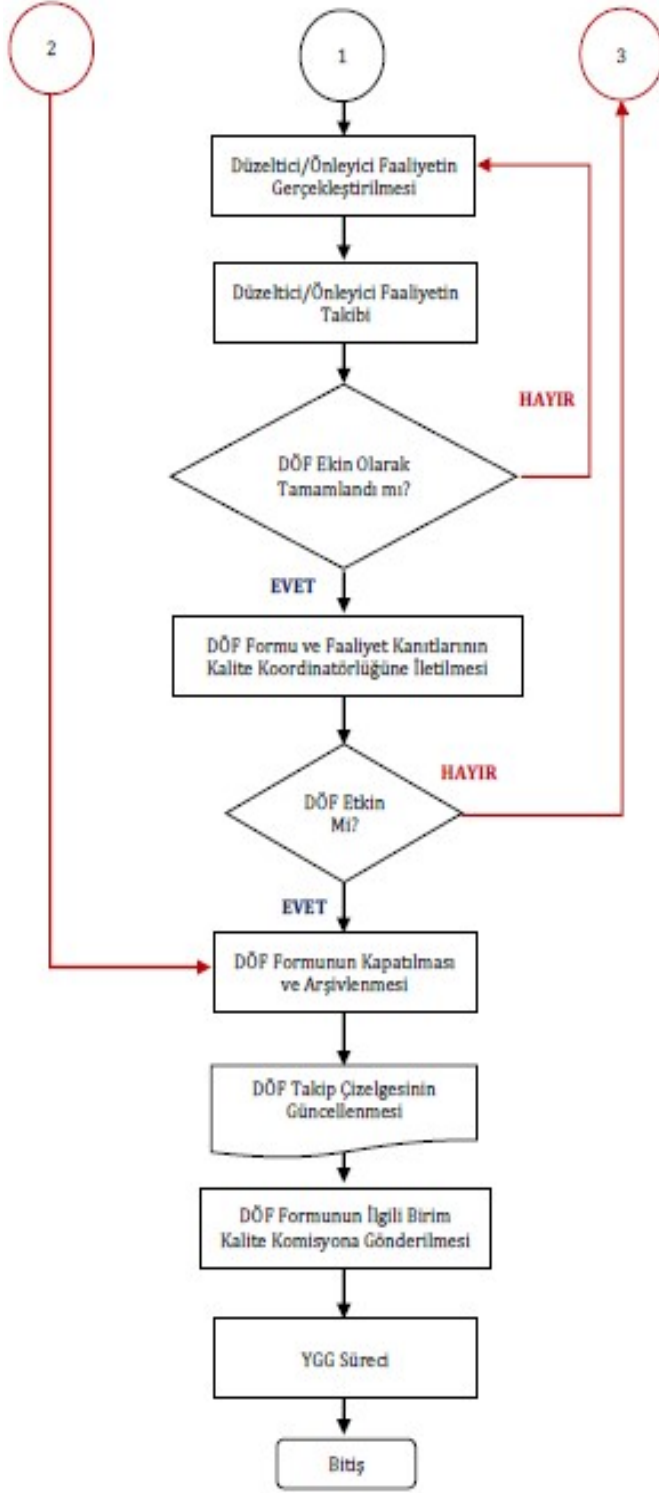 2
1
3
Düzeltici/Önleyici Faaliyetin
Gerçekleştirilmesi
Düzeltici/Önleyici Faaliyetin
Takibi
HAYIR
DÖF Ekin Olarak
Tamamlandı mı?
EVET
DÖF Formu ve Faaliyet Kanıtlarının
Kalite Koordinatörlüğüne İletilmesi
HAYIR
DÖF Etkin
Mi?
EVET
DÖF Formunun Kapatılması
ve Arşivlenmesi
DÖF Takip Çizelgesinin
Güncellenmesi
DÖF Formunun İlgili Birim
Kalite Komisyona Gönderilmesi
YGG Süreci
Bitiş